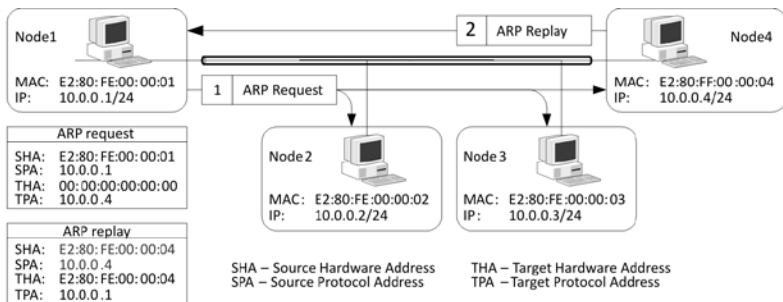 Node1
2 ARP Replay
Node4
MAC: E2:80:FE:00:00:01
IP: 10.0.0.1/24
1 ARP Request
MAC: E2:80:FF:00:00:04
IP: 10.0.0.4/24
Node2
MAC: E2:80:FE:00:00:02
IP: 10.0.0.2/24
Node3
MAC: E2:80:FE:00:00:03
IP: 10.0.0.3/24
ARP request
SHA: E2:80:FE:00:00:01
SPA: 10.0.0.1
THA: 00:00:00:00:00:00
TPA: 10.0.0.4
ARP replay
SHA: E2:80:FE:00:00:04
SPA: 10.0.0.4
THA: E2:80:FE:00:00:04
TPA: 10.0.0.1
SHA – Source Hardware Address
SPA – Source Protocol Address
THA – Target Hardware Address
TPA – Target Protocol Address